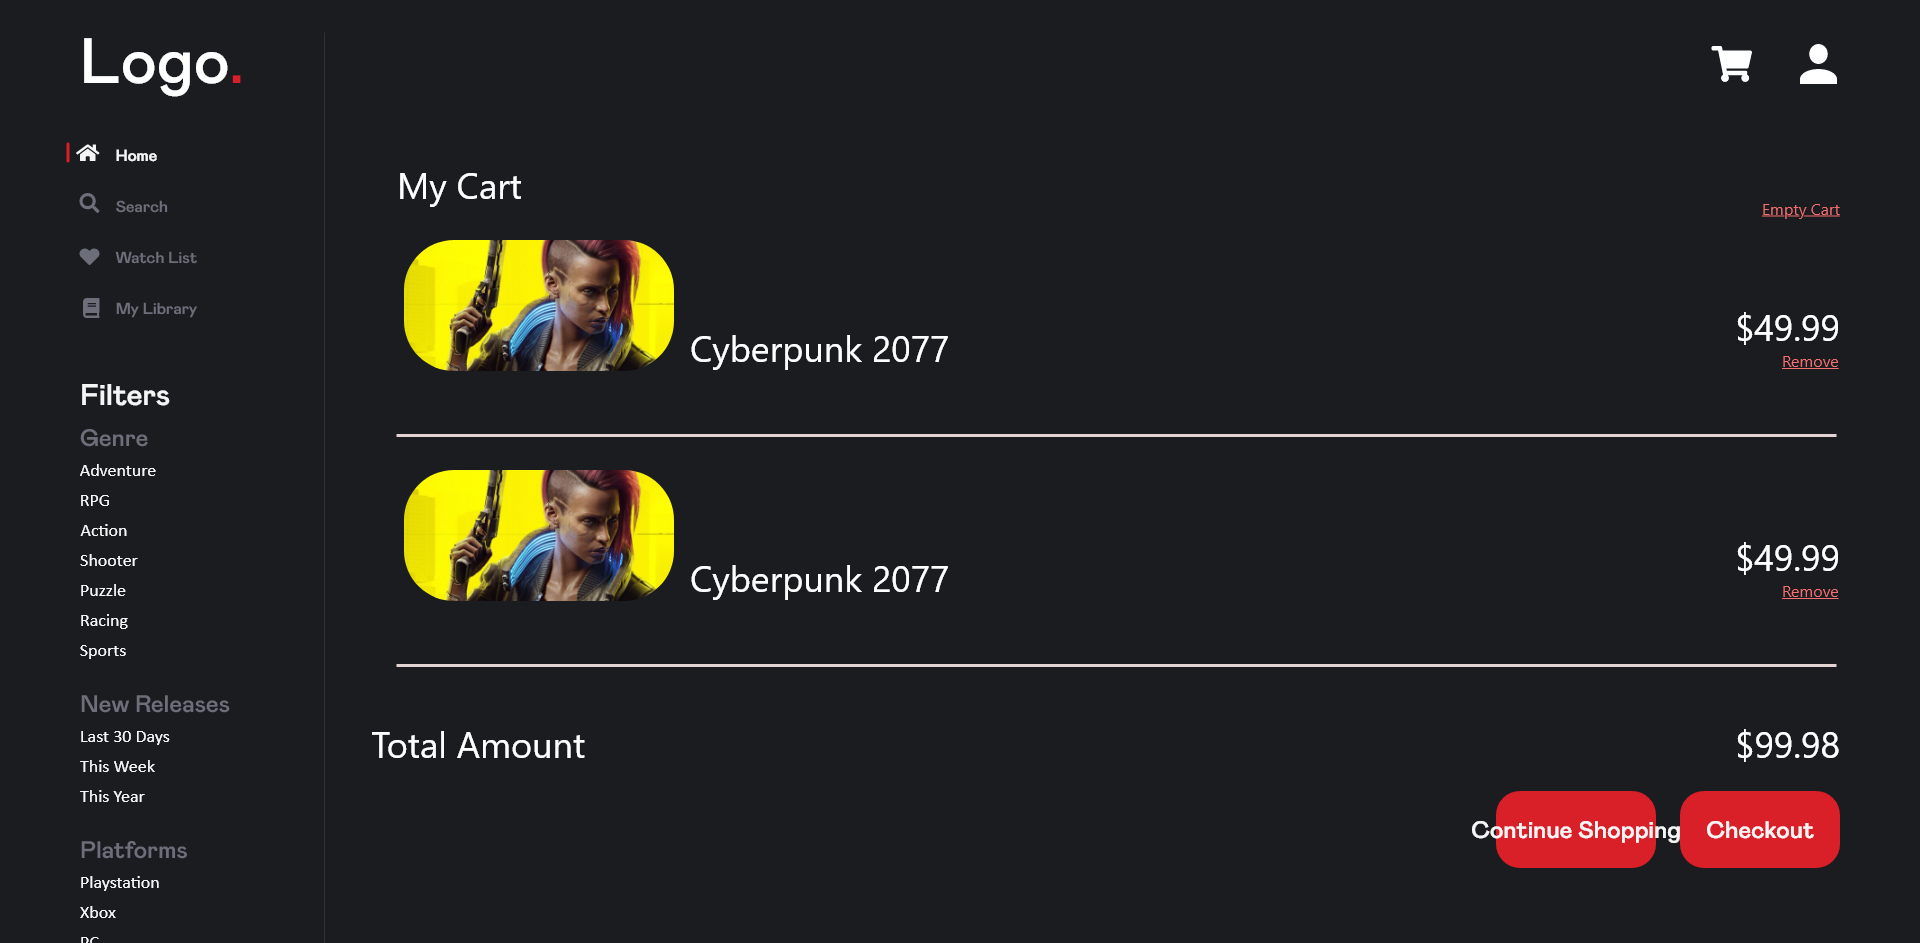 Logo.
Home
Search
Watch List
My Library
Filters
Genre
Adventure
RPG
Action
Shooter
Puzzle
Racing
Sports
New Releases
Last 30 Days
This Week
This Year
Platforms
Playstation
Xbox
PC
My Cart
Empty Cart
Cyberpunk 2077
$49.99
Remove
Cyberpunk 2077
$49.99
Remove
Total Amount
$99.98
Continue Shopping
Checkout